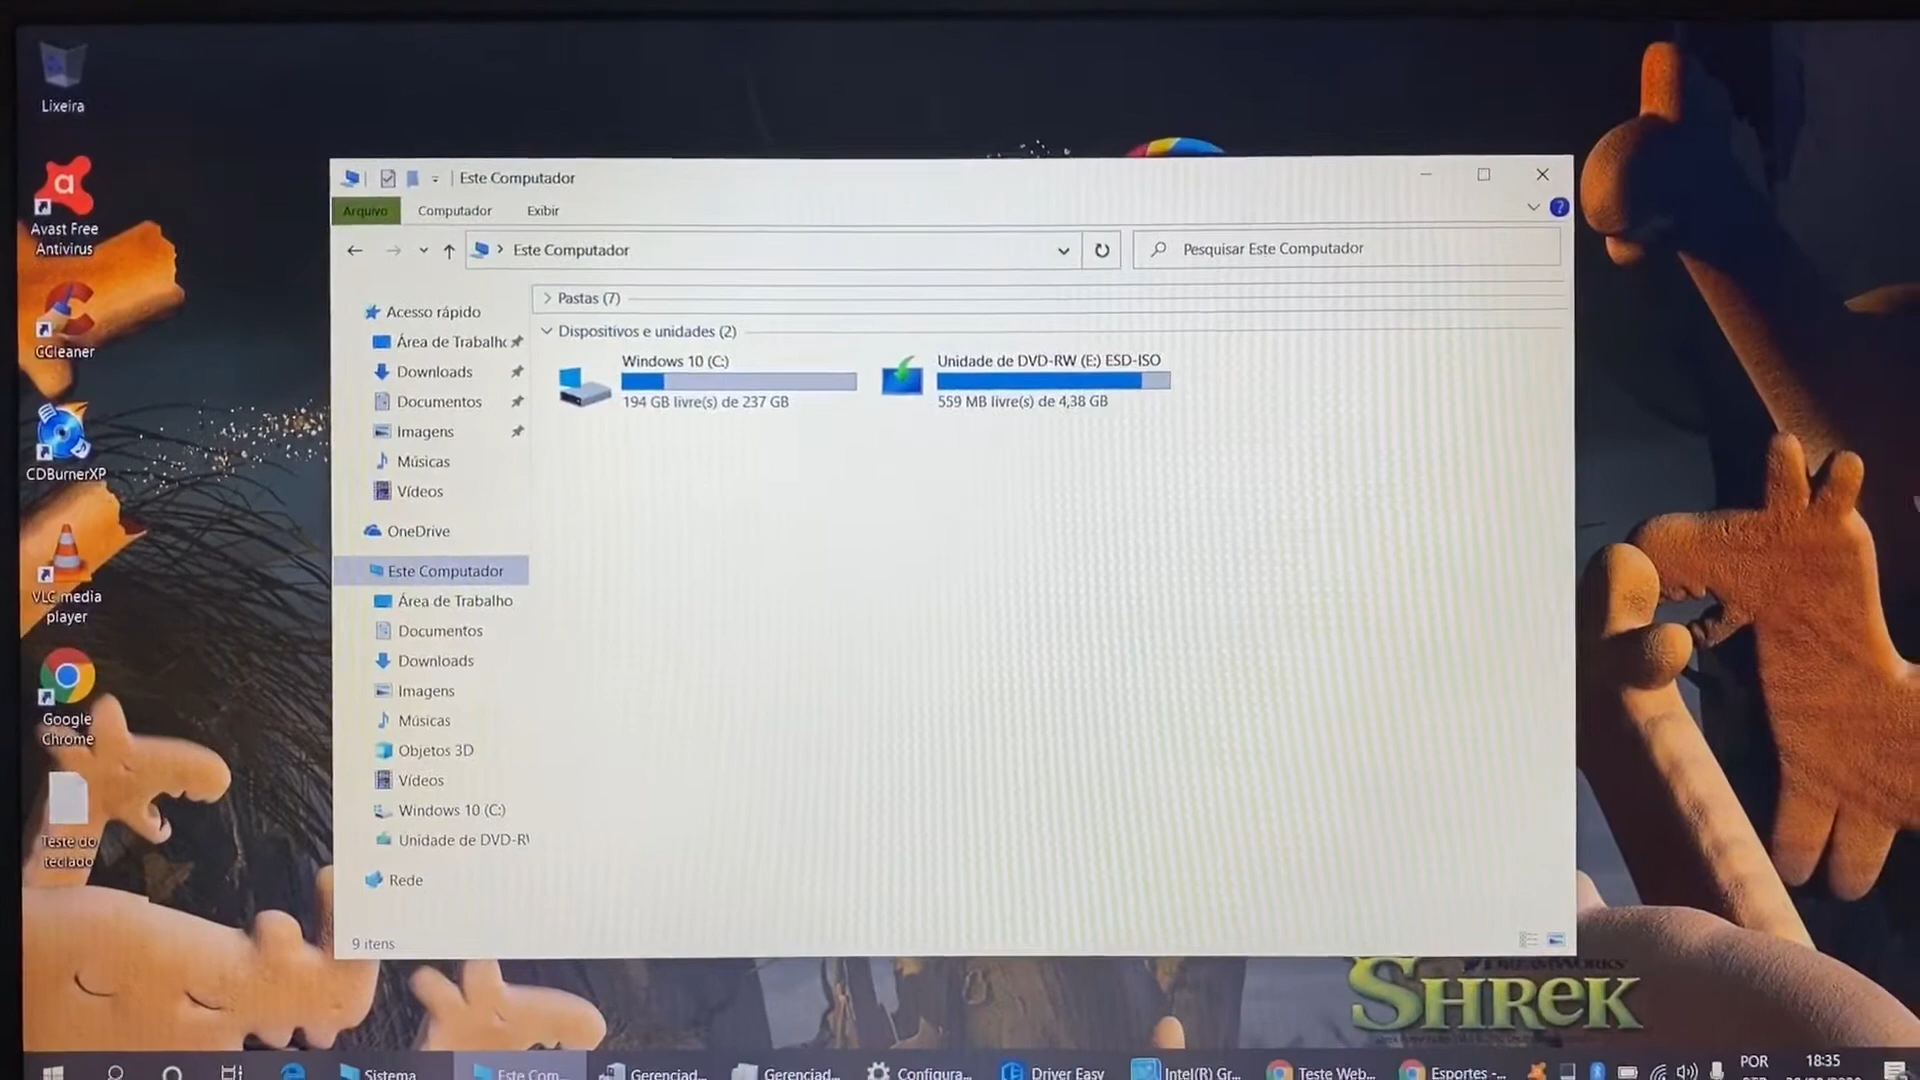 Lixeira
Avast Free
Antivirus
CCleaner
CDBurnerXP
VLC media
player
Google
Chrome
Teste do
teclado
Este Computador
Arquivo
Computador
Exibir
Este Computador
Pesquisar Este Computador
Acesso rápido
Área de Trabalho
Downloads
Documentos
Imagens
Músicas
Vídeos
OneDrive
Este Computador
Área de Trabalho
Documentos
Downloads
Imagens
Músicas
Objetos 3D
Vídeos
Windows 10 (C:)
Unidade de DVD-RW
Rede
Pastas (7)
Dispositivos e unidades (2)
Windows 10 (C:)
194 GB livre(s) de 237 GB
Unidade de DVD-RW (E:) ESD-ISO
559 MB livre(s) de 4,38 GB
9 itens
DREAMWORKS
SHREK
Sistema
Este Com...
Gerenciad...
Gerenciad...
Configura...
Driver Easy
Intel(R) Gr...
Teste Web...
Esportes -...
POR
18:35